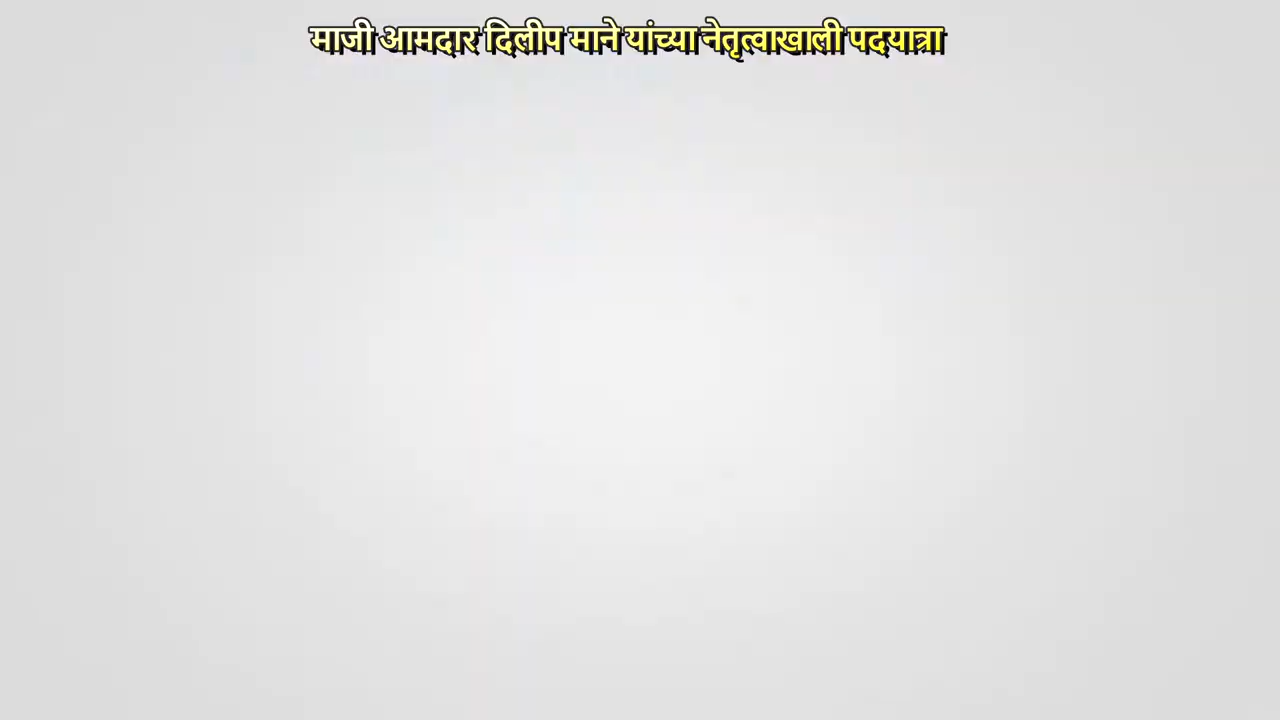 माजी आमदार दिलीप माने यांच्या नेतृत्वाखाली पदयात्रा